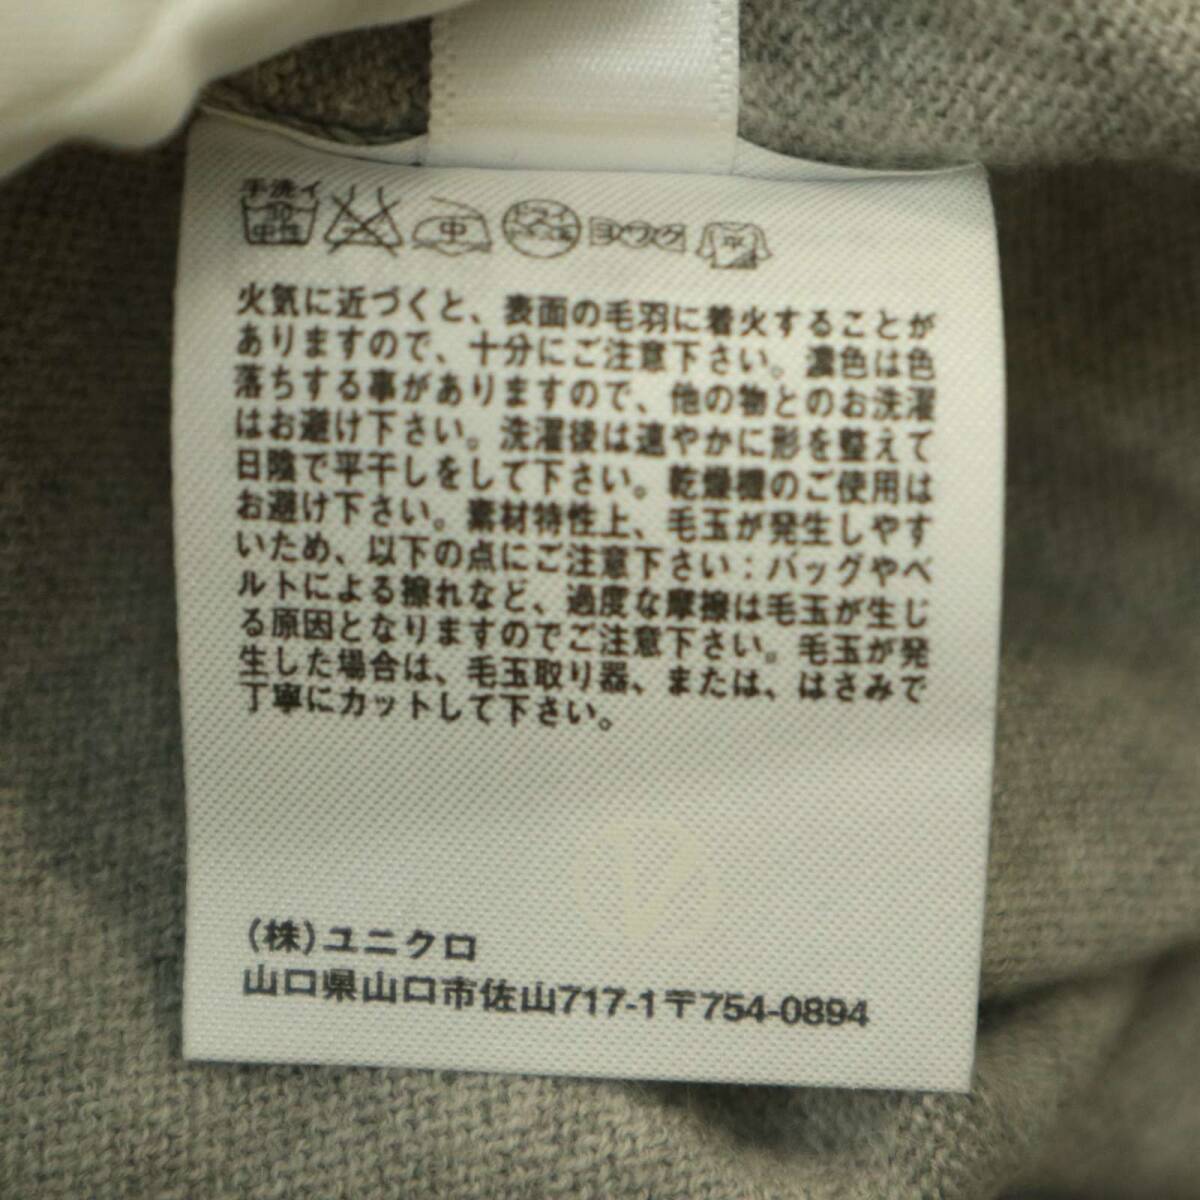 手洗イ
30
中性
中
ドライ
ヨワク
平
火気に近づくと、表面の毛羽に着火することが
ありますので、十分にご注意下さい。濃色は色
落ちする事がありますので、他の物とのお洗濯
はお避け下さい。洗濯後は速やかに形を整えて
日陰で平干しをして下さい。乾燥機のご使用は
お避け下さい。素材特性上、毛玉が発生しやす
いため、以下の点にご注意下さい：バッグやベ
ルトによる擦れなど、過度な摩擦は毛玉が生じ
る原因となりますのでご注意下さい。毛玉が発
生した場合は、毛玉取り器、または、はさみで
丁寧にカットして下さい。
(株)ユニクロ
山口県山口市佐山717-1〒754-0894